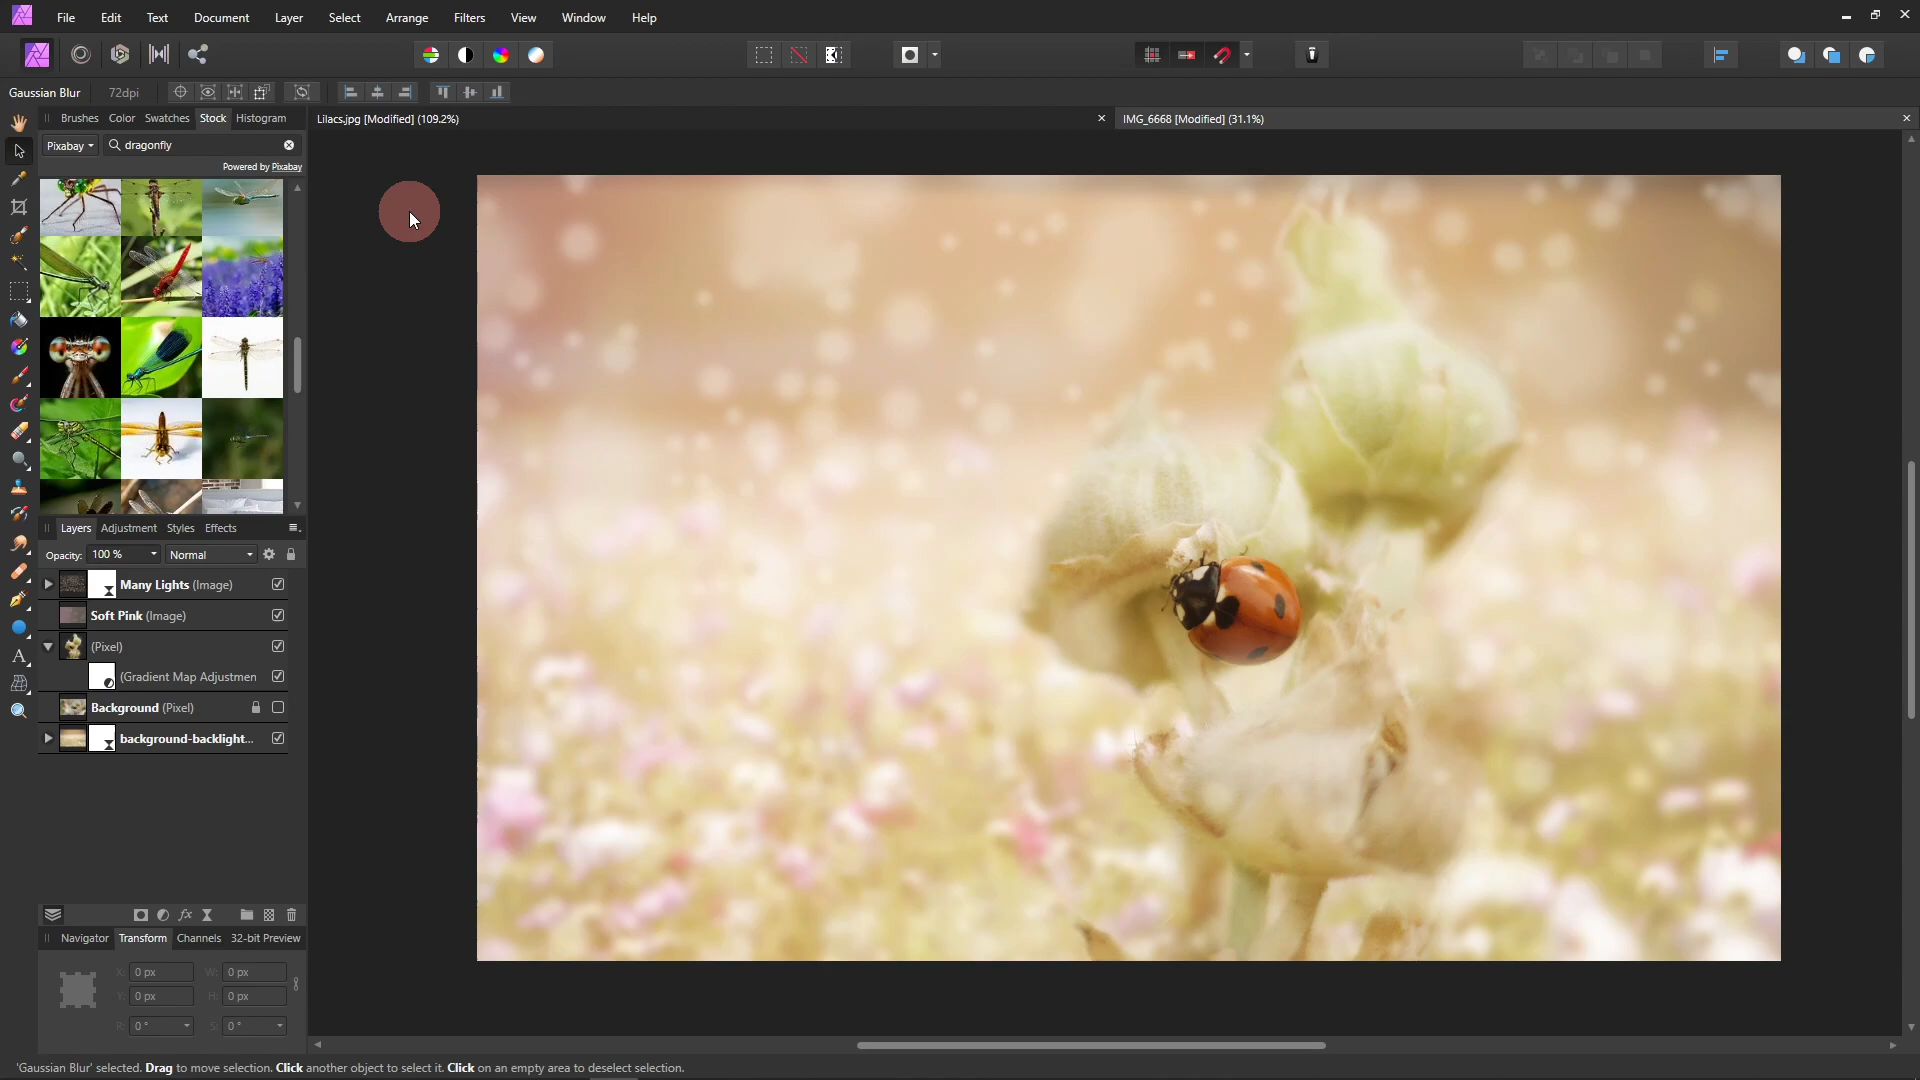 File Edit Text Document Layer Select Arrange Filters View Window Help
Gaussian Blur 72dpi
Brushes Color Swatches Stock Histogram
Lilacs.jpg [Modified] (109.2%)
IMG_6668 [Modified] (31.1%)
Pixabay dragonfly
Powered by Pixabay
Layers Adjustment Styles Effects
Opacity: 100 % Normal
Many Lights (Image)
Soft Pink (Image)
(Pixel)
(Gradient Map Adjustmen
Background (Pixel)
background-backlight...
Navigator Transform Channels 32-bit Preview
X: 0 px W: 0 px
Y: 0 px H: 0 px
R: 0 ° S: 0 °
'Gaussian Blur' selected. Drag to move selection. Click another object to select it. Click on an empty area to deselect selection.